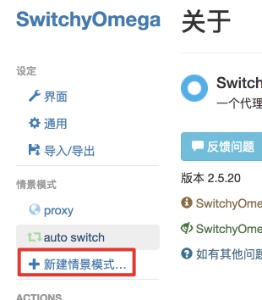 SwitchyOmega
设定
界面
通用
导入/导出
情景模式
proxy
auto switch
新建情景模式...
ACTIONS
关于
Switch
一个代理
反馈问题
版本 2.5.20
SwitchyOme
SwitchyOme
如有其他问题